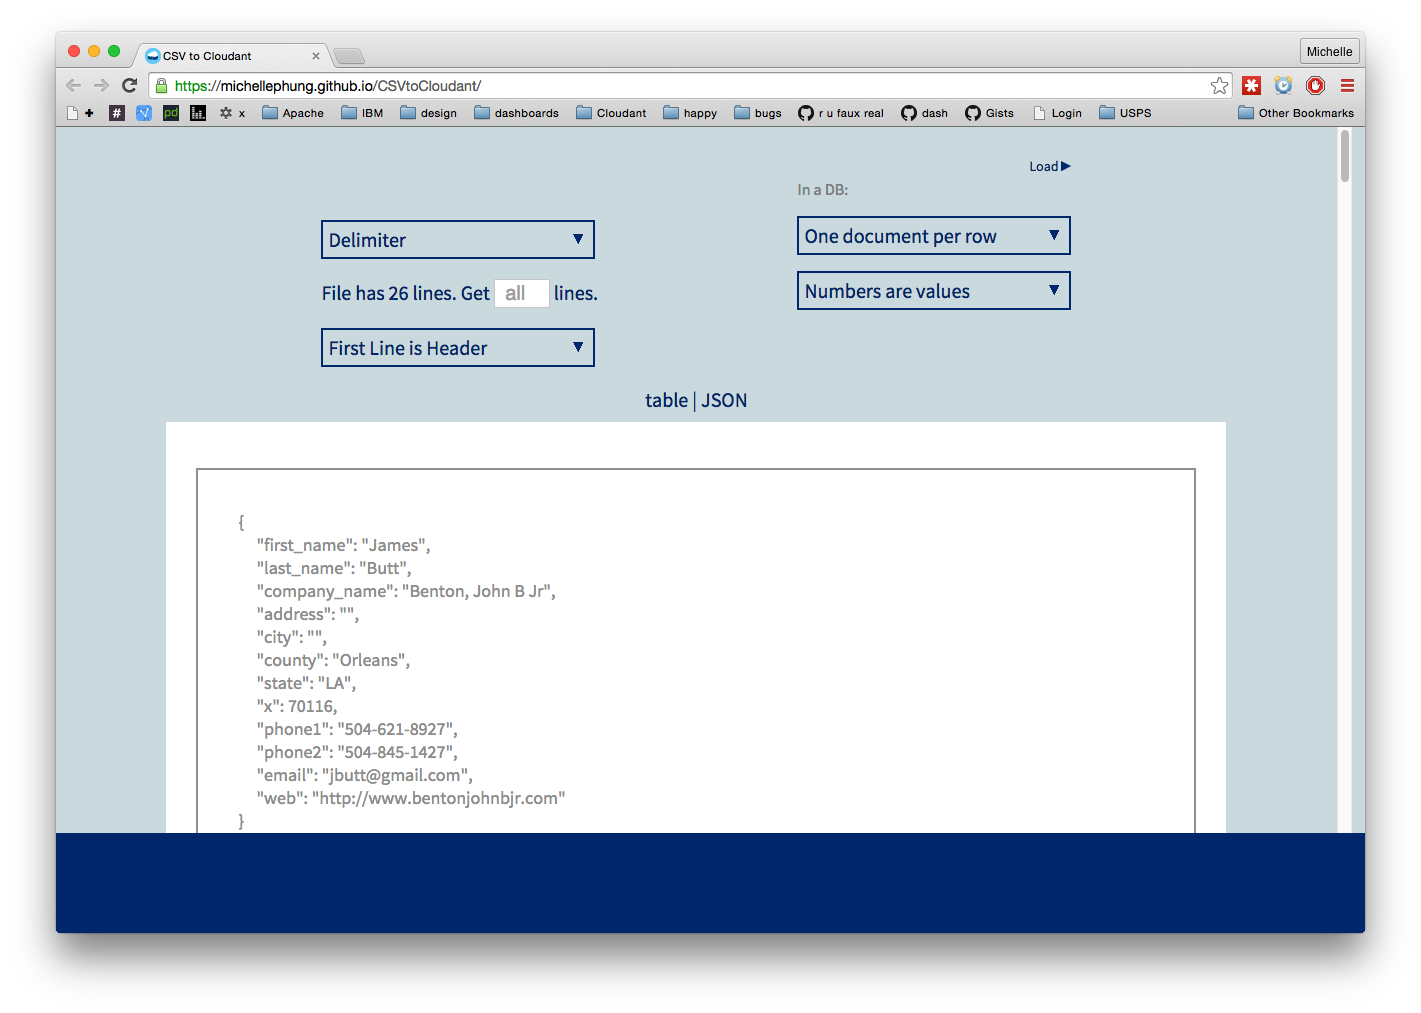 CSV to Cloudant
Michelle
https://michellephung.github.io/CSVtoCloudant/
# pd x Apache IBM design dashboards Cloudant happy bugs r u faux real dash Gists Login USPS Other Bookmarks
Load
In a DB:
Delimiter
One document per row
File has 26 lines. Get all lines.
Numbers are values
First Line is Header
table | JSON
{
"first_name": "James",
"last_name": "Butt",
"company_name": "Benton, John B Jr",
"address": "",
"city": "",
"county": "Orleans",
"state": "LA",
"x": 70116,
"phone1": "504-621-8927",
"phone2": "504-845-1427",
"email": "jbutt@gmail.com",
"web": "http://www.bentonjohnbjr.com"
}